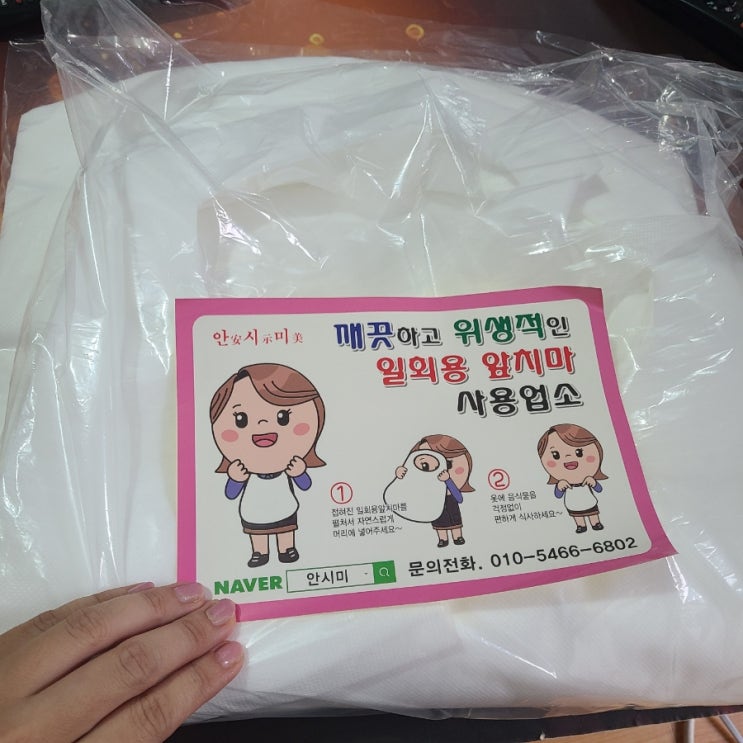 안安시示미美
깨끗하고 위생적인
일회용 앞치마
사용업소
①
접혀진 일회용앞치마를
펼쳐서 자연스럽게
머리에 넣어주세요~
②
옷에 음식물을
걱정없이
편하게 식사하세요~
NAVER 안시미
문의전화. 010-5466-6802